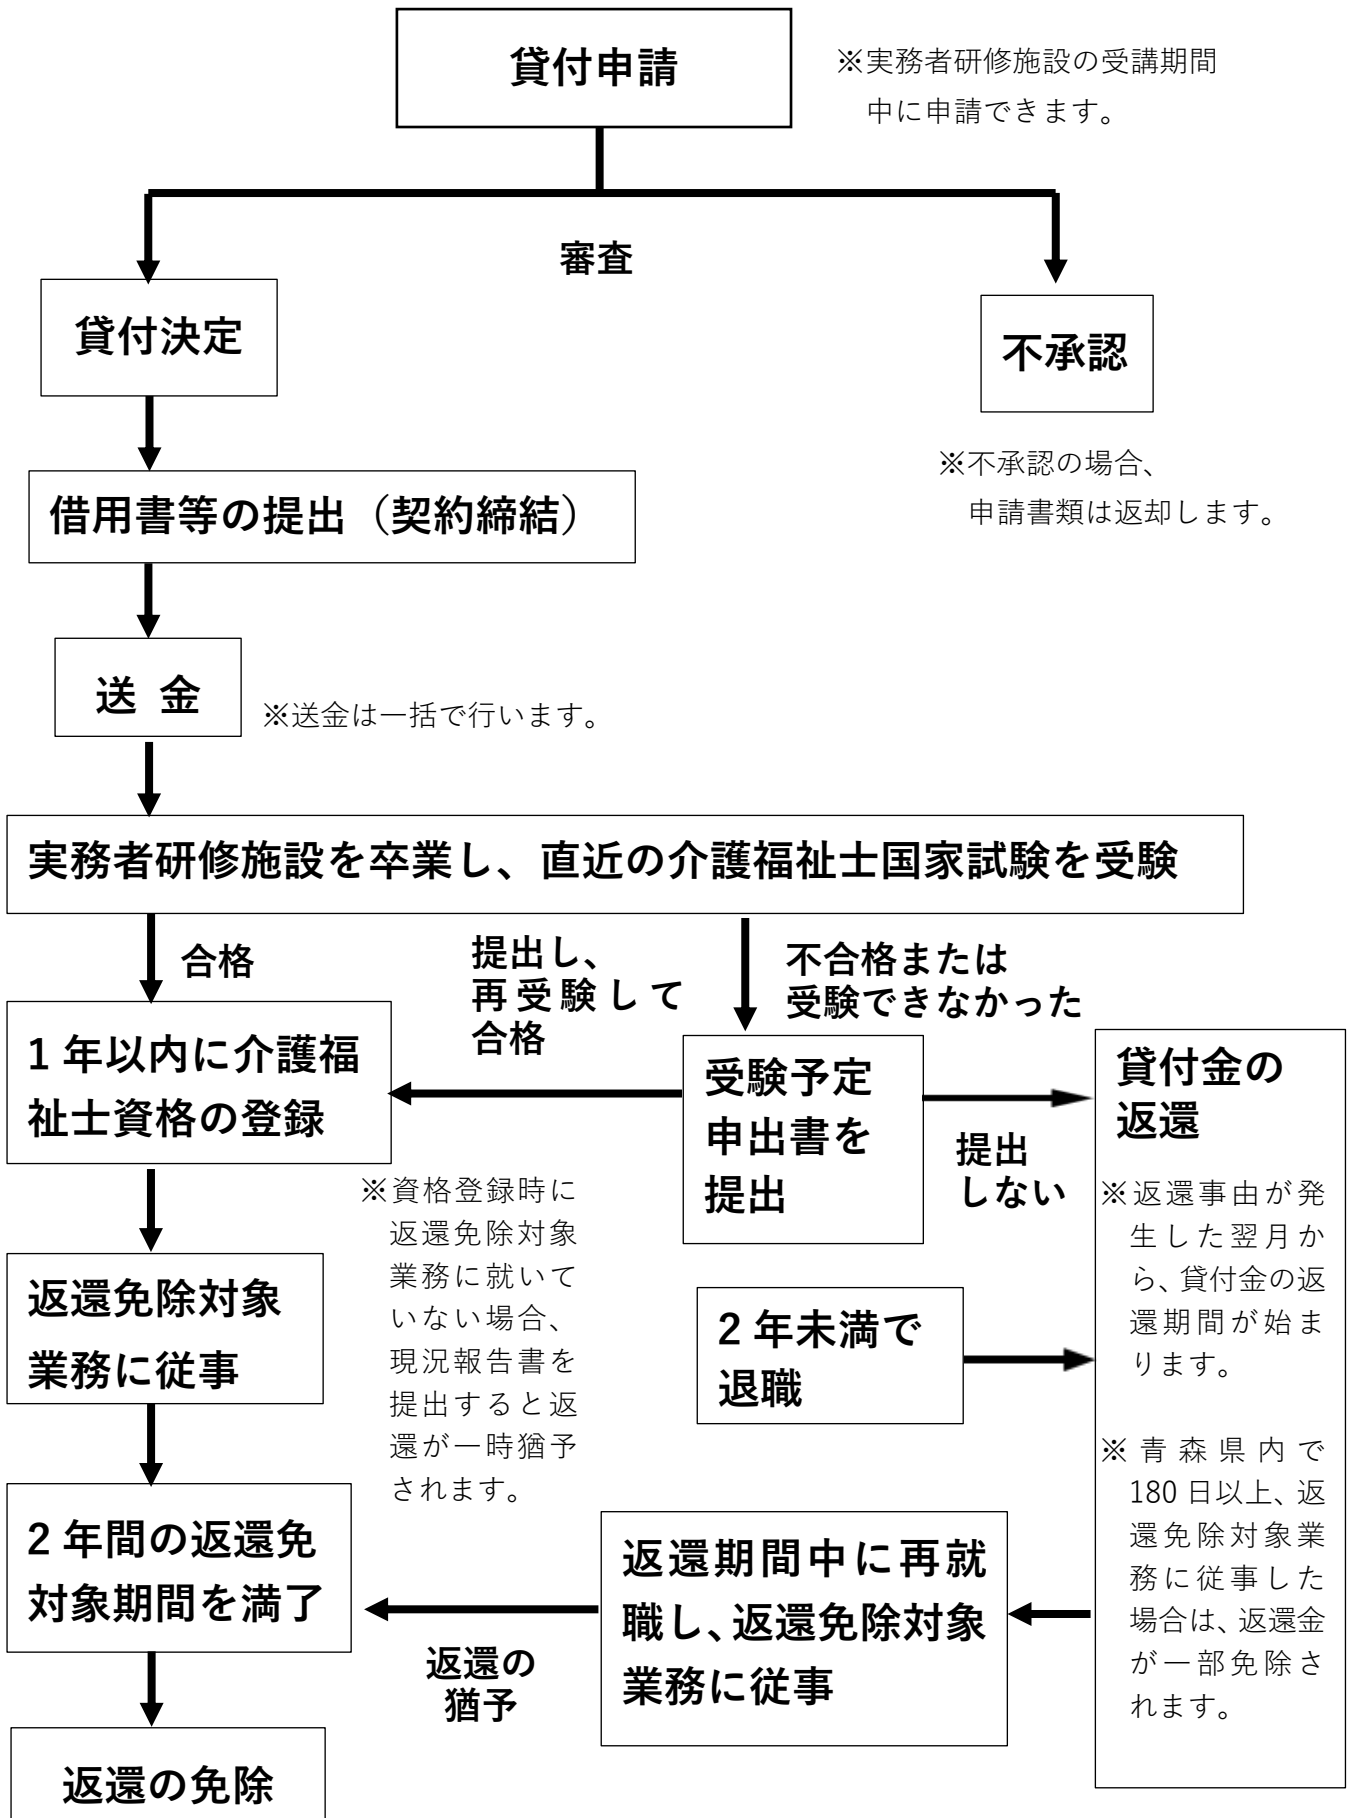 貸付申請
※実務者研修施設の受講期間
中に申請できます。
審査
貸付決定
不承認
※不承認の場合、
申請書類は返却します。
借用書等の提出（契約締結）
送 金
※送金は一括で行います。
実務者研修施設を卒業し、直近の介護福祉士国家試験を受験
合格
提出し、
再受験して
合格
不合格または
受験できなかった
1年以内に介護福
祉士資格の登録
受験予定
申出書を
提出
提出
しない
貸付金の
返還
※返還事由が発
生した翌月か
ら、貸付金の返
還期間が始ま
ります。
※青森県内で
180日以上、返
還免除対象業
務に従事した
場合は、返還金
が一部免除さ
れます。
※資格登録時に
返還免除対象
業務に就いて
いない場合、
現況報告書を
提出すると返
還が一時猶予
されます。
返還免除対象
業務に従事
2年未満で
退職
2年間の返還免
対象期間を満了
返還期間中に再就
職し、返還免除対象
業務に従事
返還の
猶予
返還の免除